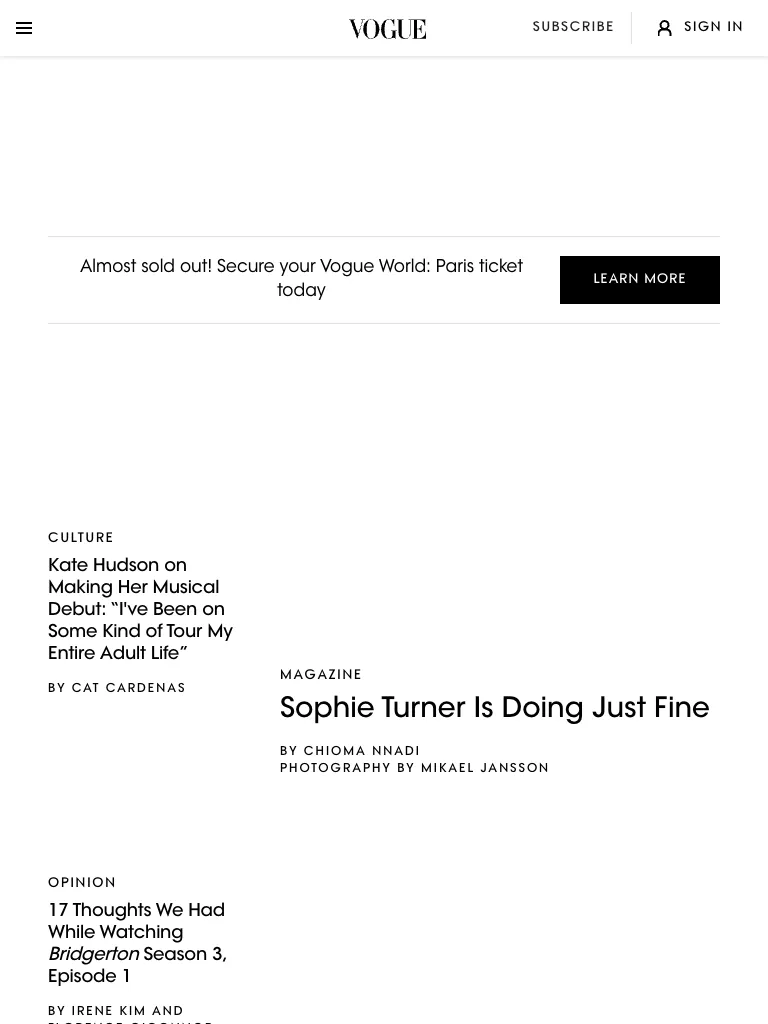 VOGUE
SUBSCRIBE
SIGN IN
Almost sold out! Secure your Vogue World: Paris ticket
today
LEARN MORE
CULTURE
Kate Hudson on
Making Her Musical
Debut: “I've Been on
Some Kind of Tour My
Entire Adult Life”
BY CAT CARDENAS
MAGAZINE
Sophie Turner Is Doing Just Fine
BY CHIOMA NNADI
PHOTOGRAPHY BY MIKAEL JANSSON
OPINION
17 Thoughts We Had
While Watching
Bridgerton Season 3,
Episode 1
BY IRENE KIM AND